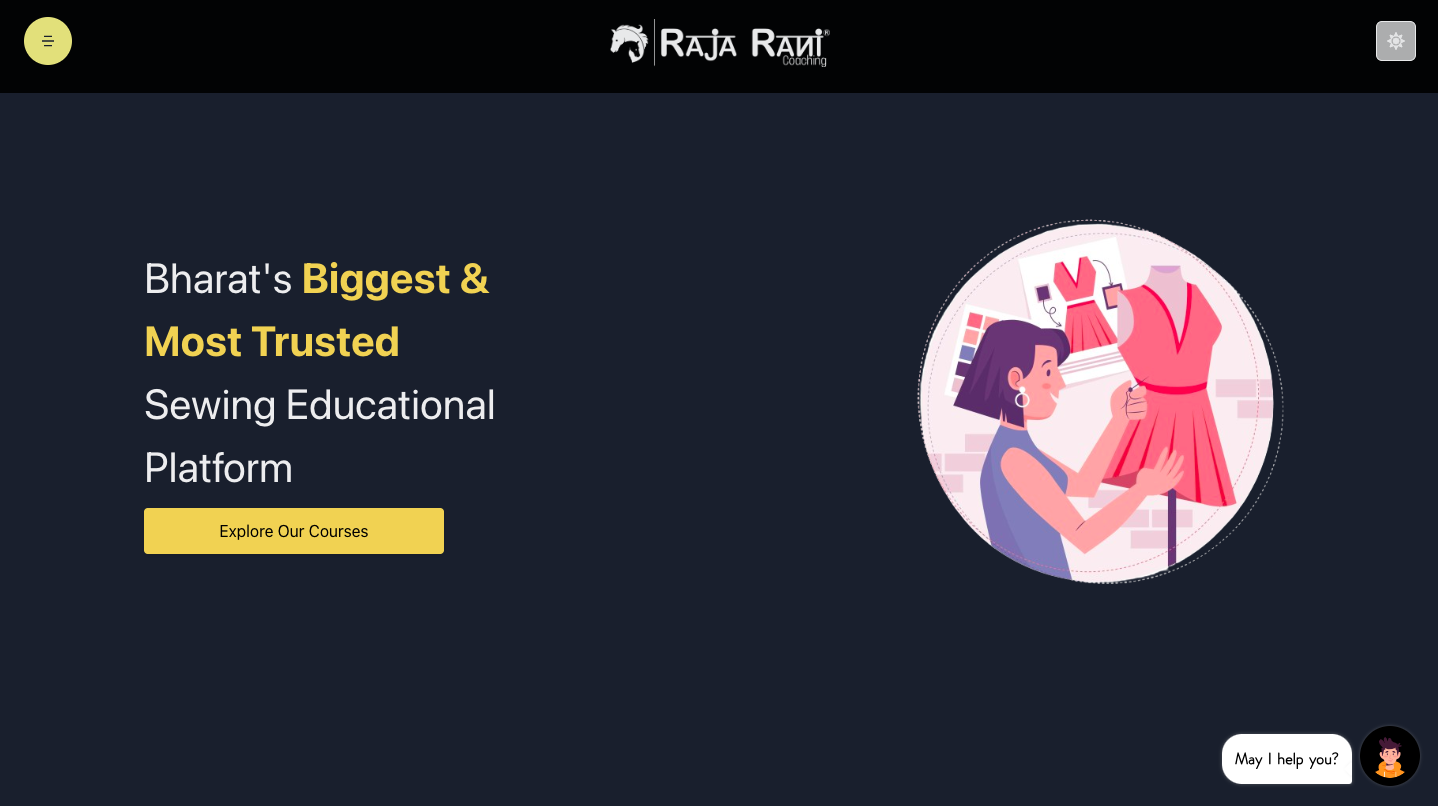 RAJA RANI®
Coaching
Bharat's Biggest &
Most Trusted
Sewing Educational
Platform
Explore Our Courses
May I help you?